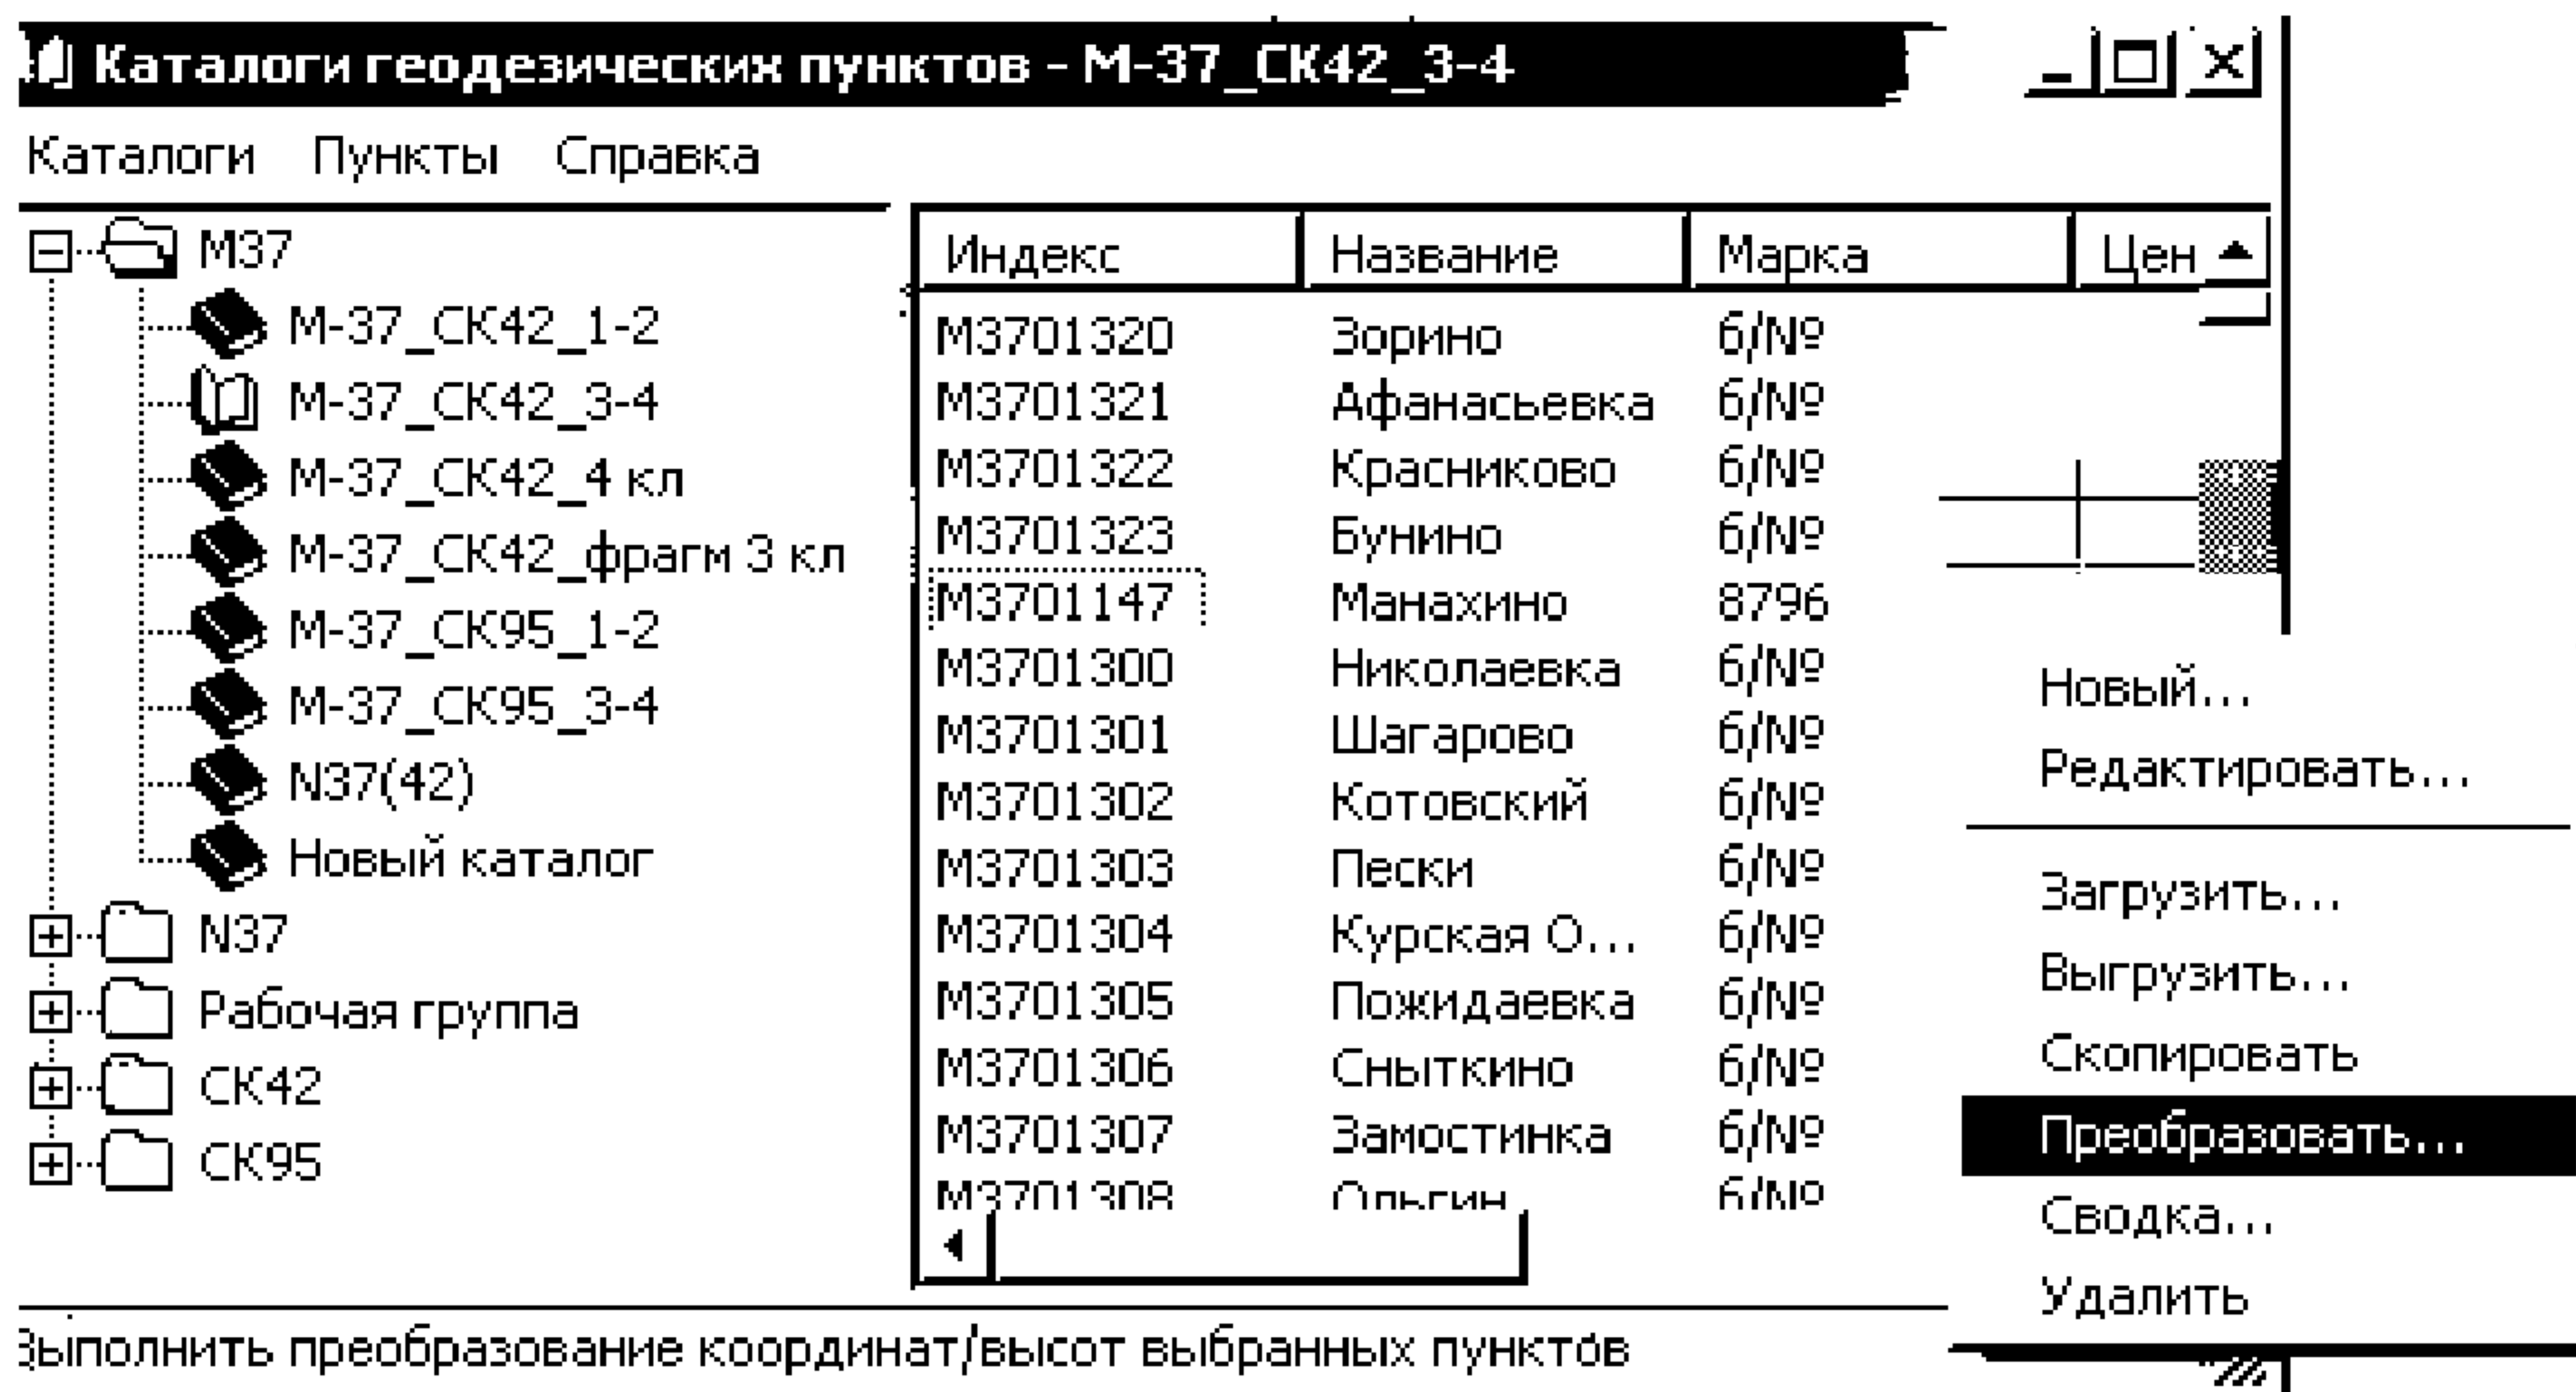 Каталоги геодезических пунктов - М-37_СК42_3-4
Каталоги Пункты Справка
М37
М-37_СК42_1-2
М-37_СК42_3-4
М-37_СК42_4 кл
М-37_СК42_фрагм 3 кл
М-37_СК95_1-2
М-37_СК95_3-4
N37(42)
Новый каталог
N37
Рабочая группа
СК42
СК95
Индекс Название Марка Цен
М3701320 Зорино б/№
М3701321 Афанасьевка б/№
М3701322 Красниково б/№
М3701323 Бунино б/№
М3701147 Манахино 8796
М3701300 Николаевка б/№
М3701301 Шагарово б/№
М3701302 Котовский б/№
М3701303 Пески б/№
М3701304 Курская О... б/№
М3701305 Пожидаевка б/№
М3701306 Сныткино б/№
М3701307 Замостинка б/№
М3701308 Ольгин б/№
Новый...
Редактировать...
Загрузить...
Выгрузить...
Скопировать
Преобразовать...
Сводка...
Удалить
Выполнить преобразование координат/высот выбранных пунктов